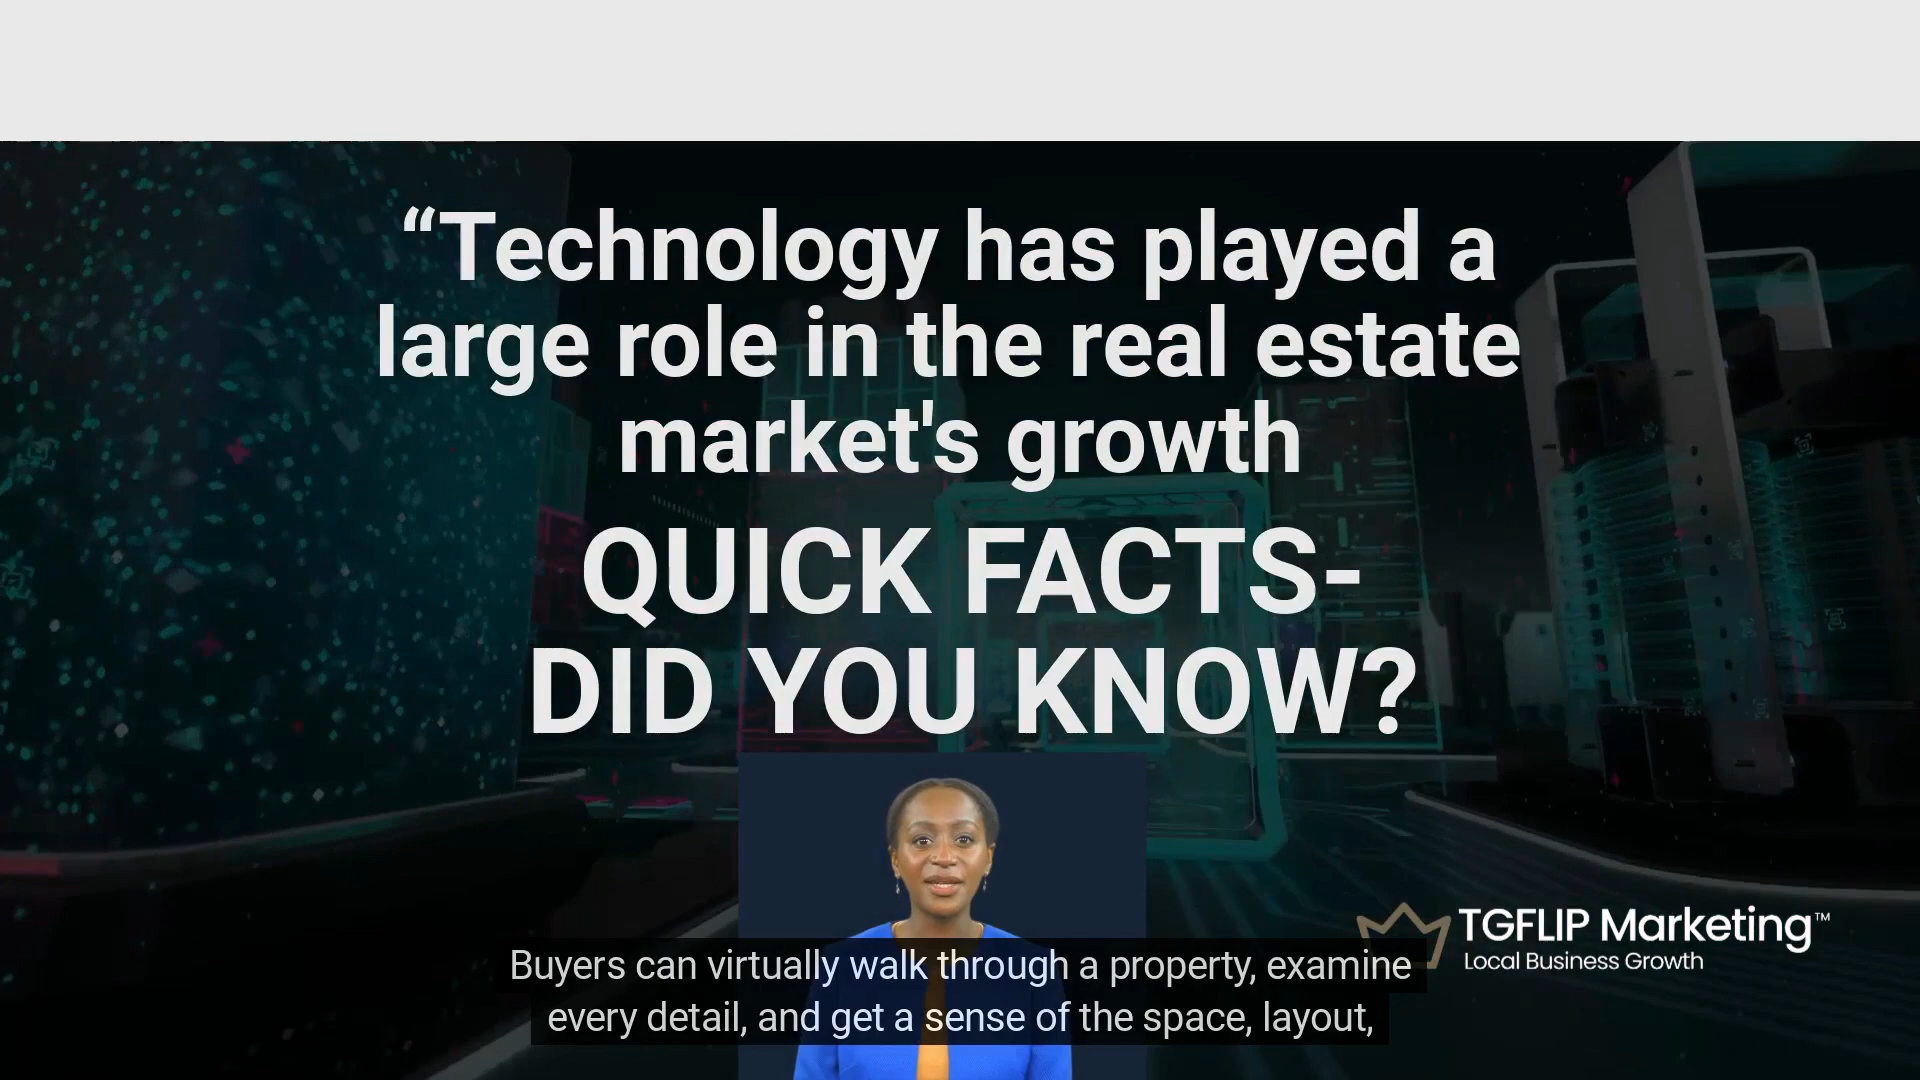 “Technology has played a
large role in the real estate
market's growth
QUICK FACTS-
DID YOU KNOW?
TGFLIP Marketing™
Local Business Growth
Buyers can virtually walk through a property, examine
every detail, and get a sense of the space, layout,